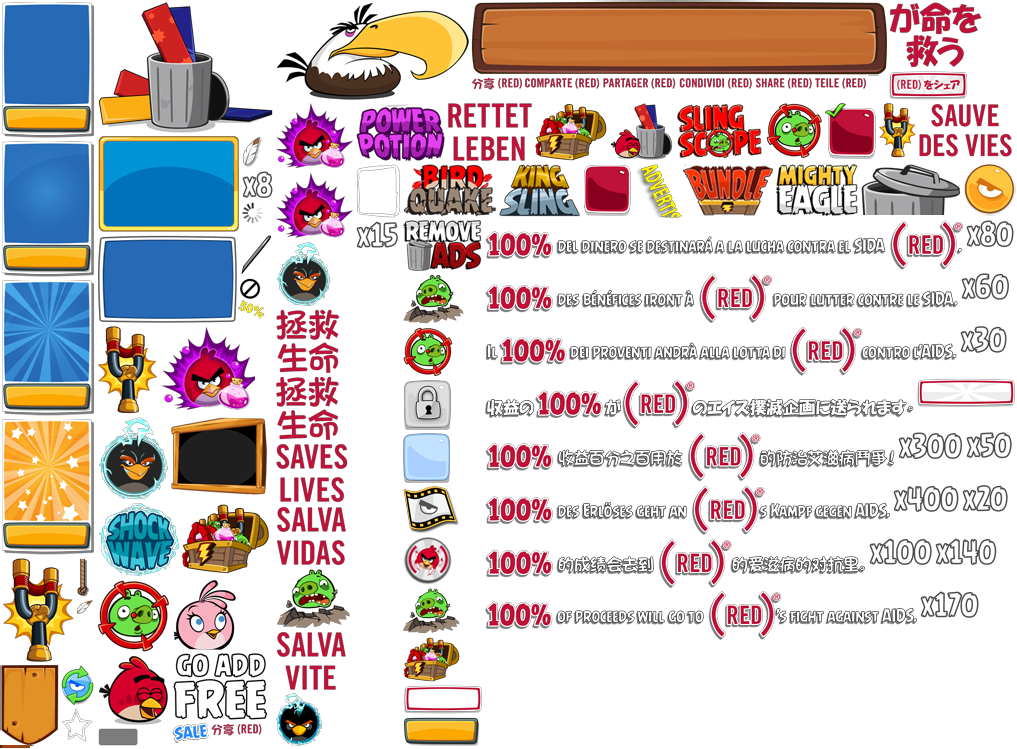 が命を
救う
分享 (RED) COMPARTE (RED) PARTAGER (RED) CONDIVIDI (RED) SHARE (RED) TEILE (RED)
(RED) をシェア
POWER
POTION
RETTET
LEBEN
SLING
SCOPE
SAUVE
DES VIES
x8
BIRD
QUAKE
KING
SLING
BUNDLE
MIGHTY
EAGLE
x15
REMOVE
ADS
100% DEL DINERO SE DESTINARÁ A LA LUCHA CONTRA EL SIDA (RED)®.
x80
50%
100% DES BÉNÉFICES IRONT À (RED)® POUR LUTTER CONTRE LE SIDA.
x60
拯救
生命
IL 100% DEI PROVENTI ANDRÀ ALLA LOTTA DI (RED)® CONTRO L'AIDS.
x30
拯救
生命
収益の 100% が (RED)® のエイズ撲滅企画に送られます。
SAVES
LIVES
100% 收益百分之百用於 (RED)® 的防治艾滋病鬥爭!
x300 x50
SALVA
VIDAS
100% DES ERLÖSES GEHT AN (RED)®'S KAMPF GEGEN AIDS.
x400 x20
SHOCK
WAVE
100% 的成绩会去到 (RED)® 的爱滋病的对抗里.
x100 x140
100% OF PROCEEDS WILL GO TO (RED)®'S FIGHT AGAINST AIDS.
x170
SALVA
VITE
GO ADD
FREE
SALE 分享 (RED)